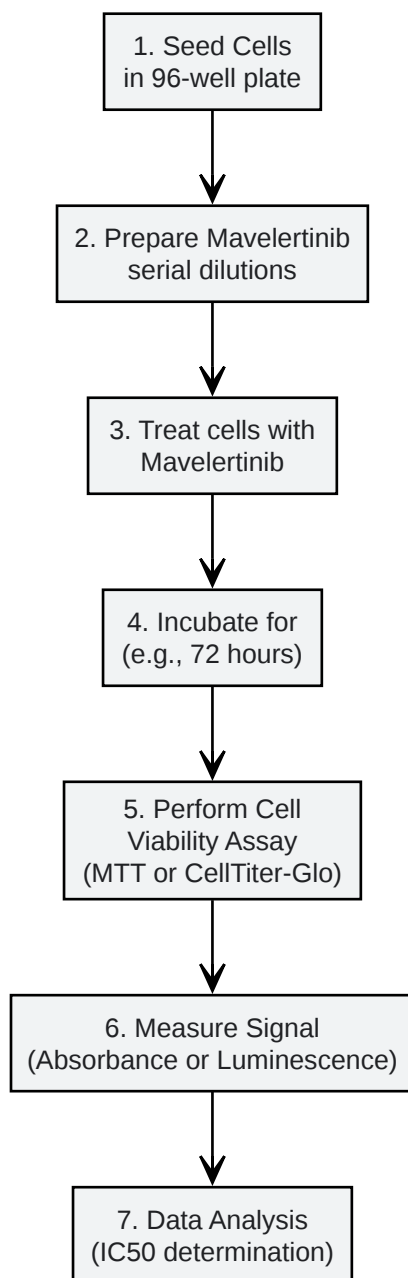 1. Seed Cells
in 96-well plate
2. Prepare Mavelertinib
serial dilutions
3. Treat cells with
Mavelertinib
4. Incubate for
(e.g., 72 hours)
5. Perform Cell
Viability Assay
(MTT or CellTiter-Glo)
6. Measure Signal
(Absorbance or Luminescence)
7. Data Analysis
(IC50 determination)